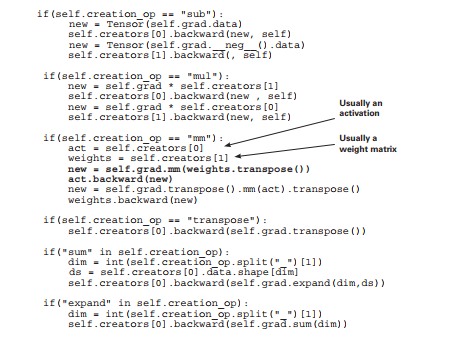 if(self.creation_op == "sub"):
    new = Tensor(self.grad.data)
    self.creators[0].backward(new, self)
    new = Tensor(self.grad.__neg__().data)
    self.creators[1].backward(, self)
if(self.creation_op == "mul"):
    new = self.grad * self.creators[1]
    self.creators[0].backward(new , self)
    new = self.grad * self.creators[0]
    self.creators[1].backward(new, self)
Usually an
activation
if(self.creation_op == "mm"):
    act = self.creators[0]
    weights = self.creators[1]
    new = self.grad.mm(weights.transpose())
    act.backward(new)
    new = self.grad.transpose().mm(act).transpose()
    weights.backward(new)
Usually a
weight matrix
if(self.creation_op == "transpose"):
    self.creators[0].backward(self.grad.transpose())
if("sum" in self.creation_op):
    dim = int(self.creation_op.split("_")[1])
    ds = self.creators[0].data.shape[dim]
    self.creators[0].backward(self.grad.expand(dim,ds))
if("expand" in self.creation_op):
    dim = int(self.creation_op.split("_")[1])
    self.creators[0].backward(self.grad.sum(dim))